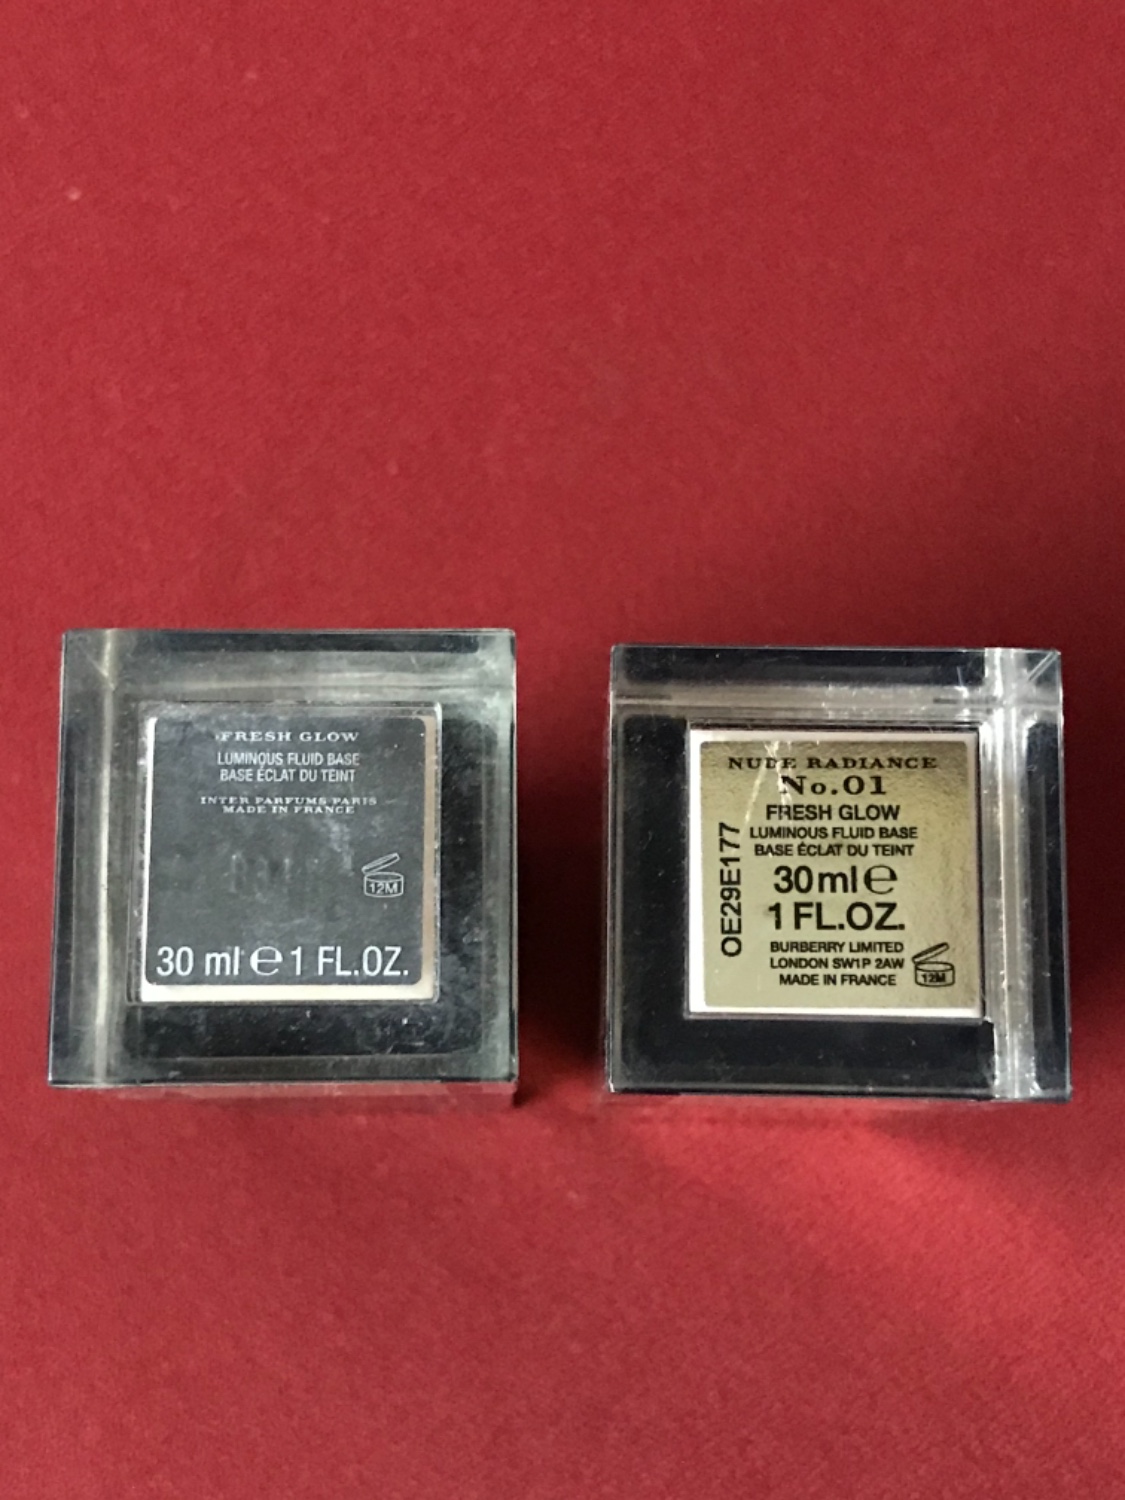 FRESH GLOW
LUMINOUS FLUID BASE
BASE ÉCLAT DU TEINT
INTER PARFUMS PARIS
MADE IN FRANCE
12M
30 ml ℮ 1 FL.OZ.
NUDE RADIANCE
No.01
FRESH GLOW
LUMINOUS FLUID BASE
BASE ÉCLAT DU TEINT
30ml℮
1 FL.OZ.
BURBERRY LIMITED
LONDON SW1P 2AW
MADE IN FRANCE
12M
OE29E177